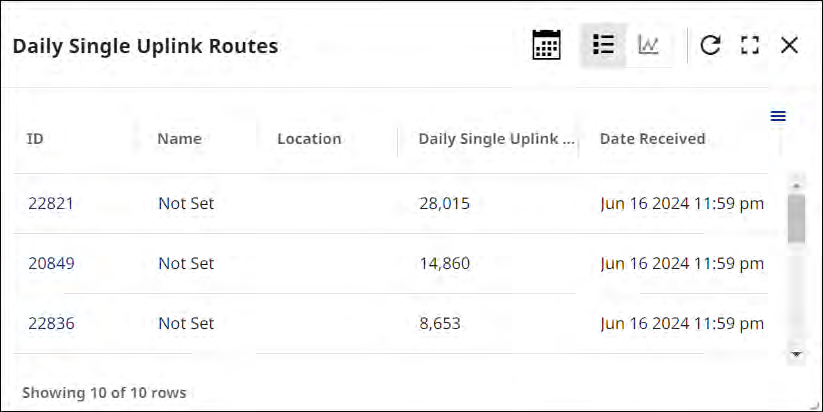 Daily Single Uplink Routes
ID Name Location Daily Single Uplink ... Date Received
22821 Not Set 28,015 Jun 16 2024 11:59 pm
20849 Not Set 14,860 Jun 16 2024 11:59 pm
22836 Not Set 8,653 Jun 16 2024 11:59 pm
Showing 10 of 10 rows